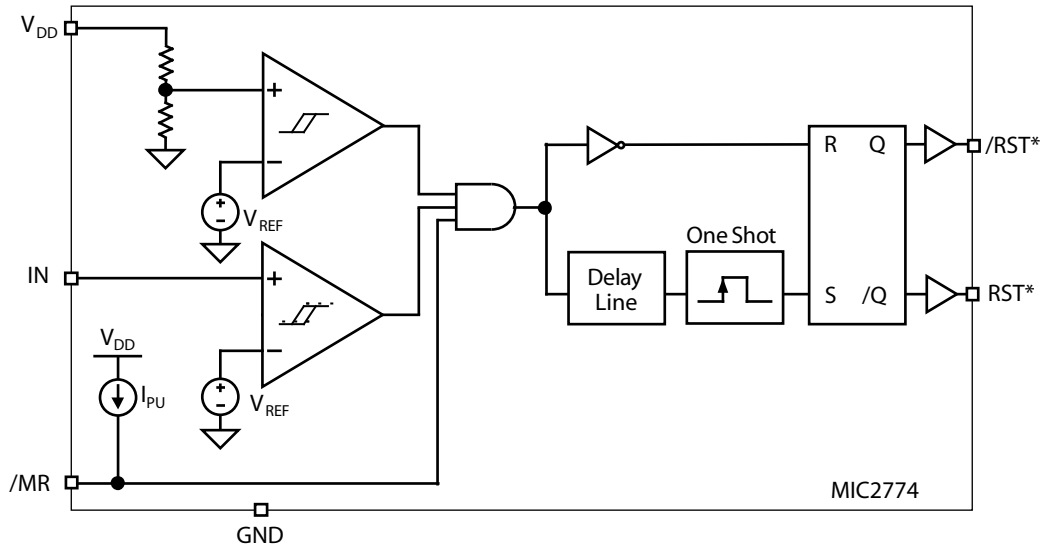 VDD
+
−
+
−
VREF
R Q
/RST*
IN
+
−
One Shot
Delay
Line
S /Q
RST*
VDD
IPU
+
−
VREF
/MR
MIC2774
GND